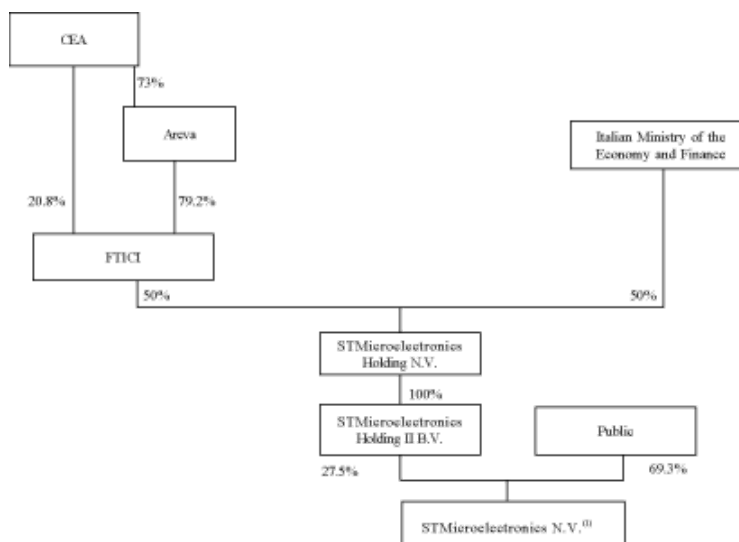 CEA
73%
Areva
Italian Ministry of the
Economy and Finance
20.8%
79.2%
FT1CI
50%
50%
STMicroelectronics
Holding N.V.
100%
STMicroelectronics
Holding II B.V.
Public
27.5%
69.3%
STMicroelectronics N.V.(1)